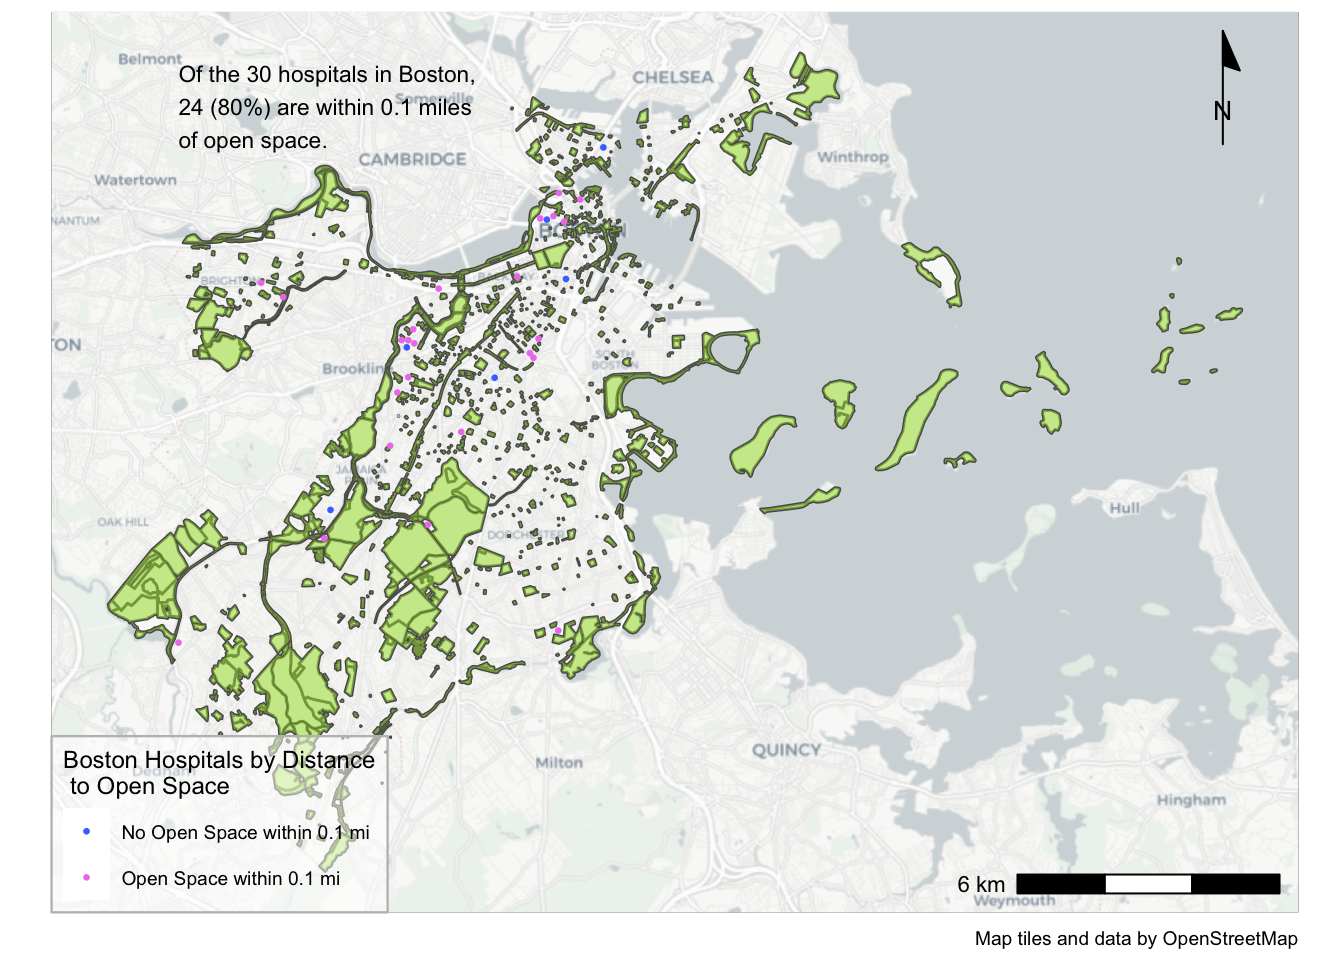 Belmont
Of the 30 hospitals in Boston,
24 (80%) are within 0.1 miles
of open space.
Somerville
CHELSEA
N
CAMBRIDGE
Winthrop
Watertown
NANTUM
BRIGHTON
BACK BAY
TON
Brookline
SOUTH
BOSTON
JAMAICA
PLAIN
OAK HILL
DORCHESTER
Hull
QUINCY
Milton
Dedham
Hingham
Weymouth
Boston Hospitals by Distance
to Open Space
No Open Space within 0.1 mi
Open Space within 0.1 mi
6 km
Map tiles and data by OpenStreetMap